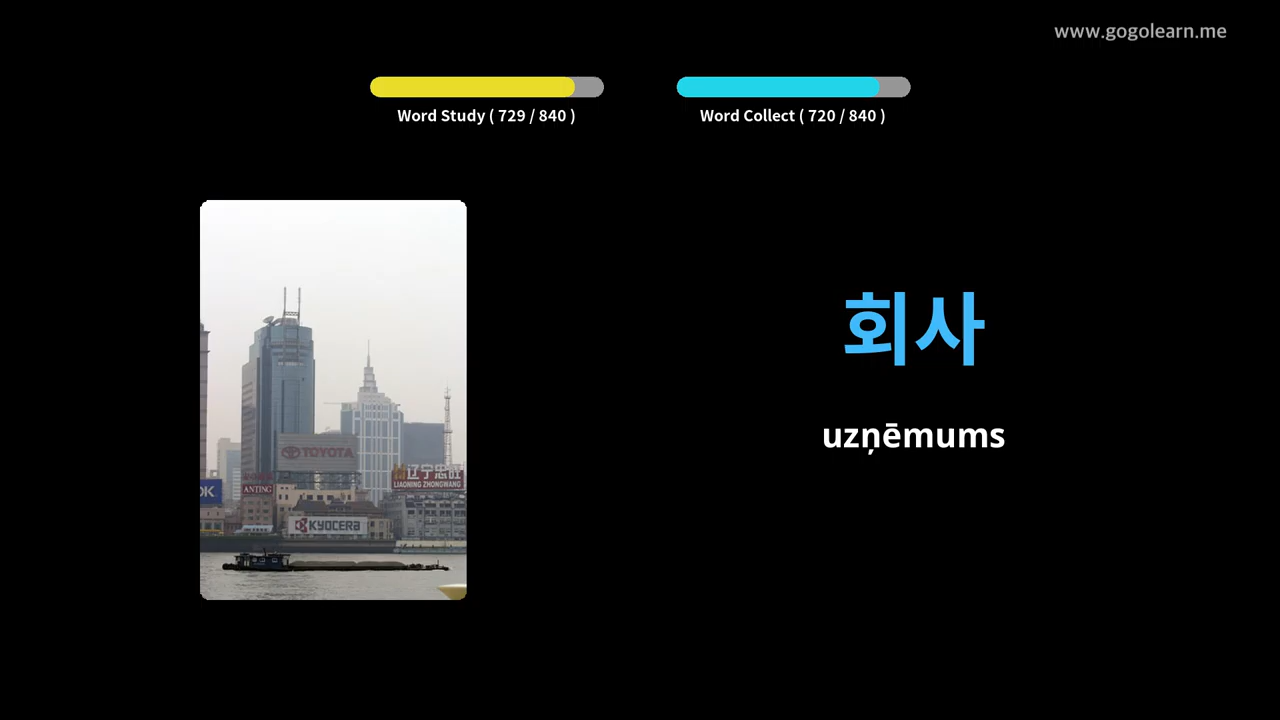 www.gogolearn.me
Word Study ( 729 / 840 )
Word Collect ( 720 / 840 )
회사
uzņēmums
TOYOTA
辽宁忠旺
LIAONING ZHONGWANG
OK
ANTING
KYOCERA